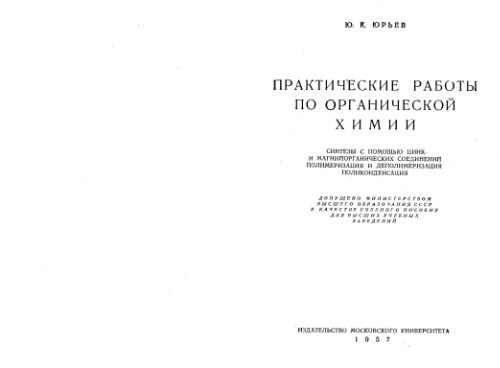 Ю. К. ЮРЬЕВ
ПРАКТИЧЕСКИЕ РАБОТЫ
ПО ОРГАНИЧЕСКОЙ
ХИМИИ
СИНТЕЗЫ С ПОМОЩЬЮ ЦИНК-
И МАГНИЙОРГАНИЧЕСКИХ СОЕДИНЕНИЙ
ПОЛИМЕРИЗАЦИЯ И ДЕПОЛИМЕРИЗАЦИЯ
ПОЛИКОНДЕНСАЦИЯ
ДОПУЩЕНО МИНИСТЕРСТВОМ
ВЫСШЕГО ОБРАЗОВАНИЯ СССР
В КАЧЕСТВЕ УЧЕБНОГО ПОСОБИЯ
ДЛЯ ВЫСШИХ УЧЕБНЫХ
ЗАВЕДЕНИЙ
ИЗДАТЕЛЬСТВО МОСКОВСКОГО УНИВЕРСИТЕТА
1957